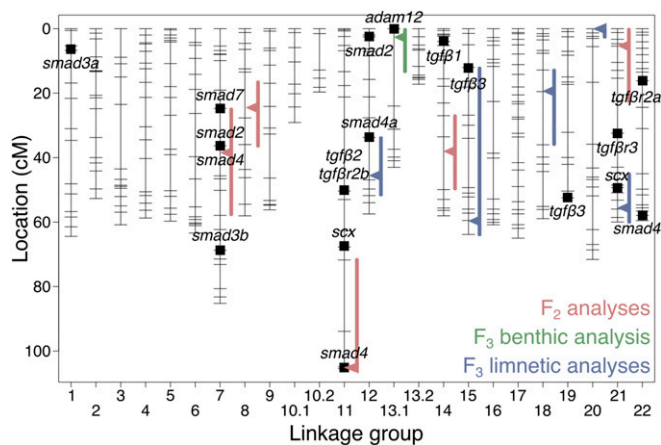 adam12
0
smad3a
smad2
tgfβ1
tgfβ3
tgfβr2a
20
smad7
smad2
smad4
smad4a
tgfβr3
40
tgfβ2
tgfβr2b
scx
tgfβ3
smad4
60
smad3b
scx
80
F2 analyses
F3 benthic analysis
F3 limnetic analyses
100
smad4
Location (cM)
1 3 5 7 9 10.2 12 13.2 15 17 19 21
2 4 6 8 10.1 11 13.1 14 16 18 20 22
Linkage group